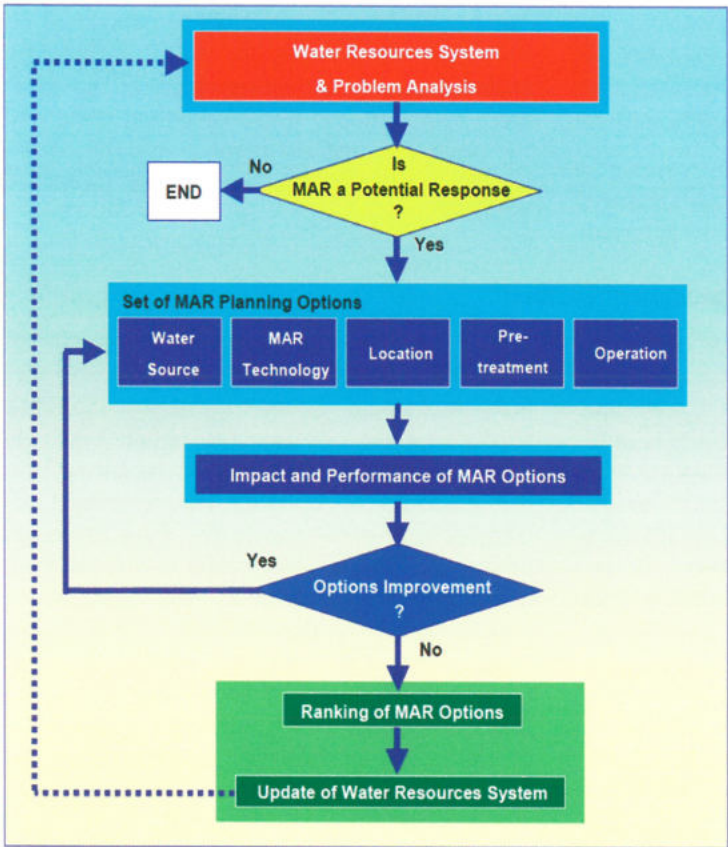 Water Resources System
& Problem Analysis
Is
No
MAR a Potential Response
END
?
Yes
Set of MAR Planning Options
Water
Source
MAR
Technology
Location
Pre-
treatment
Operation
Impact and Performance of MAR Options
Yes
Options Improvement
?
No
Ranking of MAR Options
Update of Water Resources System